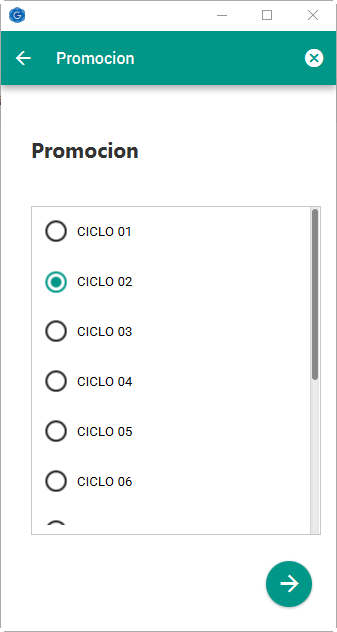 G
Promocion
Promocion
CICLO 01
CICLO 02
CICLO 03
CICLO 04
CICLO 05
CICLO 06